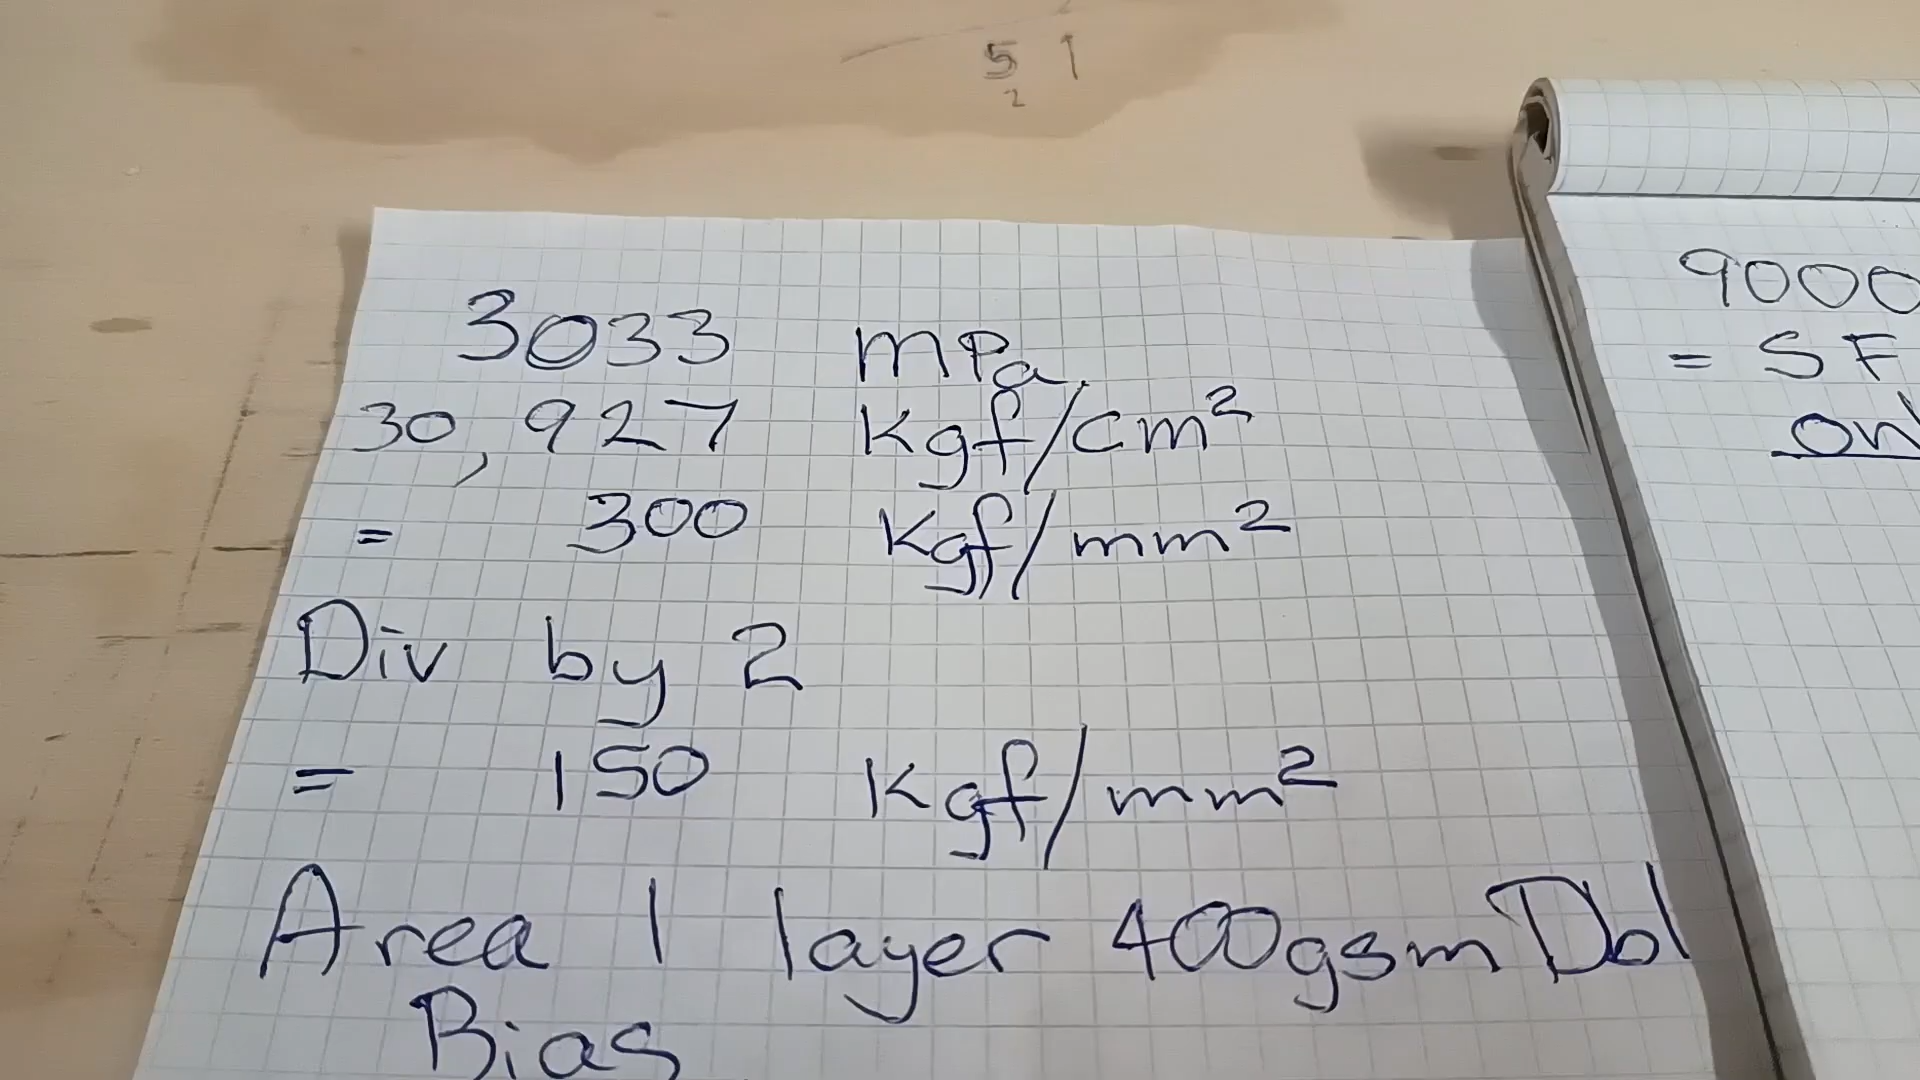 5 1
2
3033 mPa
30,927 Kgf/cm²
= 300 Kgf/mm²
Div by 2
= 150 Kgf/mm²
Area 1 layer 400gsm Dbl
Bias
9000
= SF